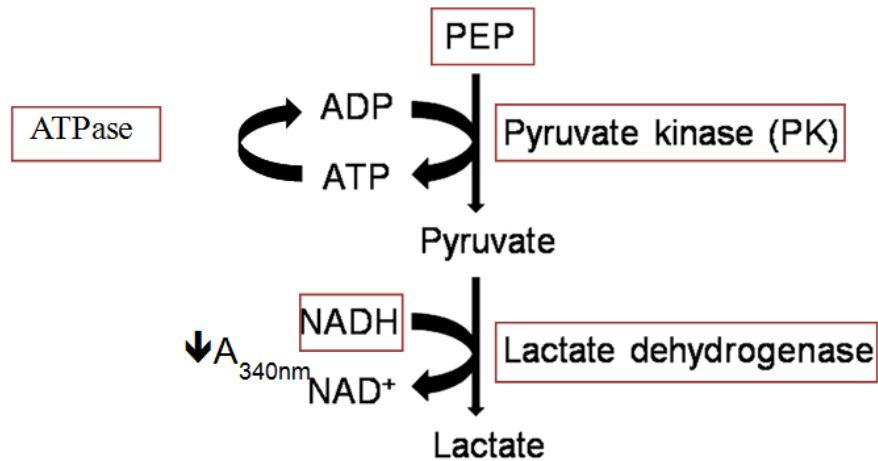 PEP
ATPase
ADP
Pyruvate kinase (PK)
ATP
Pyruvate
NADH
↓A340nm
Lactate dehydrogenase
NAD+
Lactate